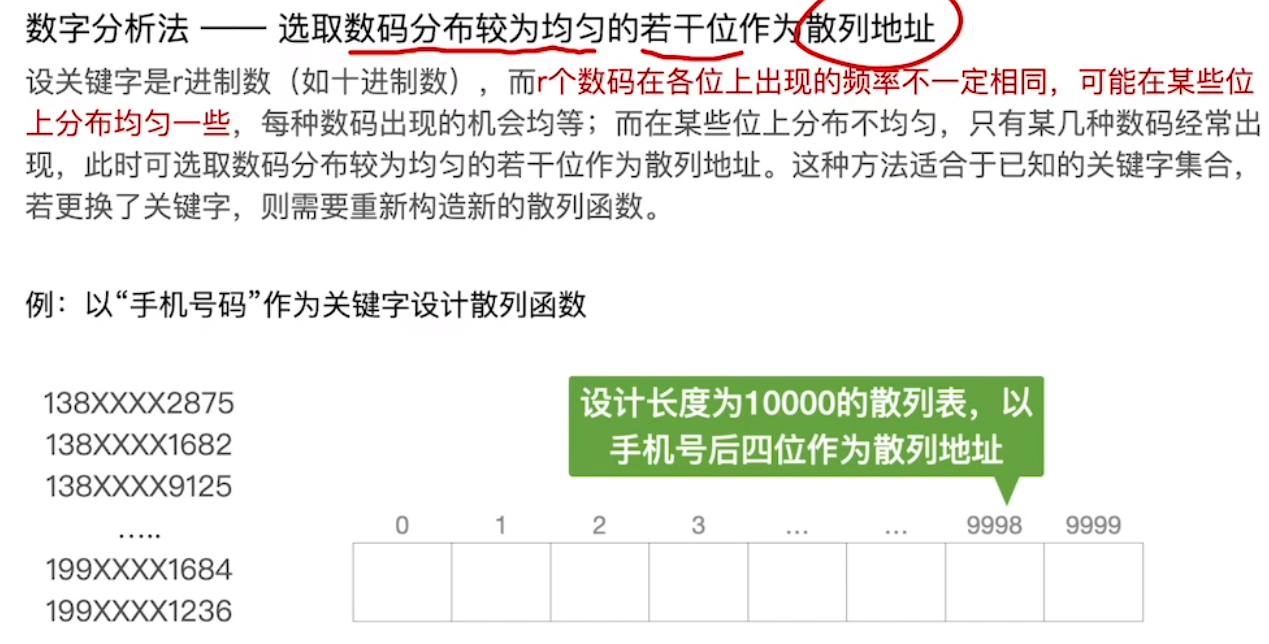 数字分析法 —— 选取数码分布较为均匀的若干位作为散列地址
设关键字是r进制数（如十进制数），而r个数码在各位上出现的频率不一定相同，可能在某些位
上分布均匀一些，每种数码出现的机会均等；而在某些位上分布不均匀，只有某几种数码经常出
现，此时可选取数码分布较为均匀的若干位作为散列地址。这种方法适合于已知的关键字集合，
若更换了关键字，则需要重新构造新的散列函数。
例：以“手机号码”作为关键字设计散列函数
138XXXX2875
138XXXX1682
138XXXX9125
…..
199XXXX1684
199XXXX1236
设计长度为10000的散列表，以
手机号后四位作为散列地址
0 1 2 3 … … 9998 9999